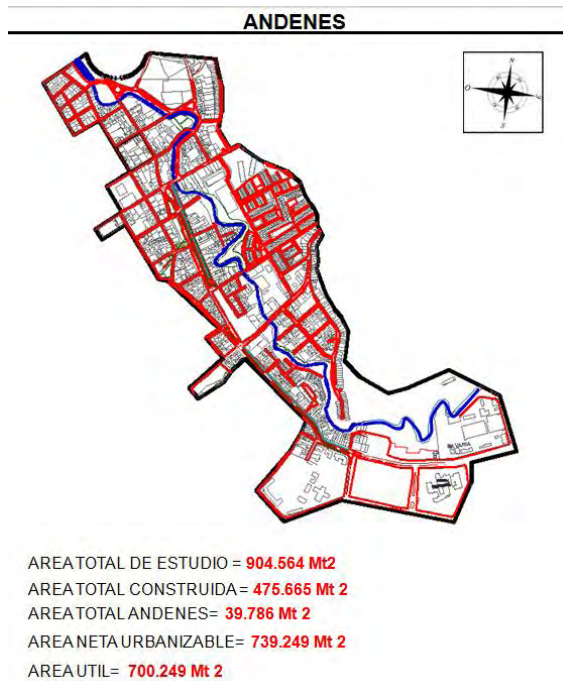 ANDENES
N
O
E
S
AREA TOTAL DE ESTUDIO = 904.564 Mt2
AREA TOTAL CONSTRUIDA= 475.665 Mt 2
AREA TOTAL ANDENES= 39.786 Mt 2
AREA NETA URBANIZABLE= 739.249 Mt 2
AREA UTIL= 700.249 Mt 2